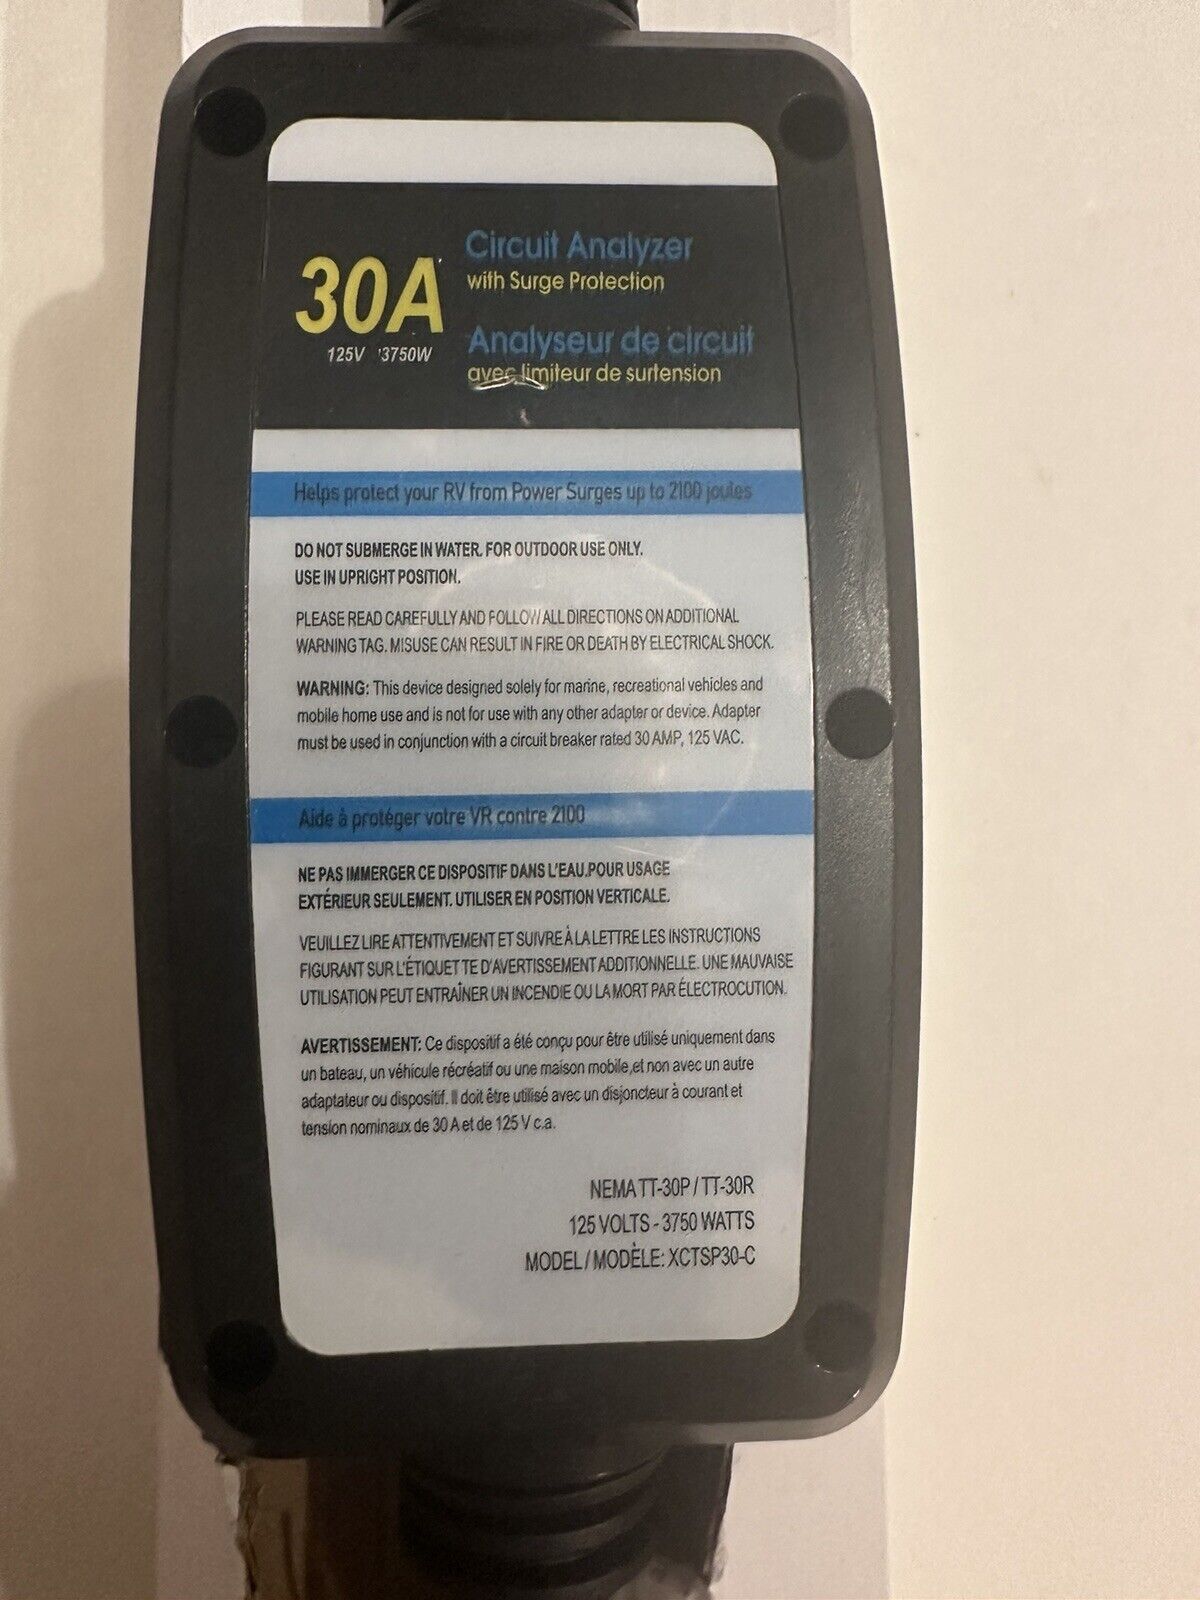 30A
125V 3750W
Circuit Analyzer
with Surge Protection
Analyseur de circuit
avec limiteur de surtension
Helps protect your RV from Power Surges up to 2100 joules
DO NOT SUBMERGE IN WATER. FOR OUTDOOR USE ONLY.
USE IN UPRIGHT POSITION.
PLEASE READ CAREFULLY AND FOLLOW ALL DIRECTIONS ON ADDITIONAL
WARNING TAG. MISUSE CAN RESULT IN FIRE OR DEATH BY ELECTRICAL SHOCK.
WARNING: This device designed solely for marine, recreational vehicles and
mobile home use and is not for use with any other adapter or device. Adapter
must be used in conjunction with a circuit breaker rated 30 AMP, 125 VAC.
Aide à protéger votre VR contre 2100
NE PAS IMMERGER CE DISPOSITIF DANS L'EAU.POUR USAGE
EXTÉRIEUR SEULEMENT. UTILISER EN POSITION VERTICALE.
VEUILLEZ LIRE ATTENTIVEMENT ET SUIVRE À LA LETTRE LES INSTRUCTIONS
FIGURANT SUR L'ÉTIQUETTE D'AVERTISSEMENT ADDITIONNELLE. UNE MAUVAISE
UTILISATION PEUT ENTRAÎNER UN INCENDIE OU LA MORT PAR ÉLECTROCUTION.
AVERTISSEMENT: Ce dispositif a été conçu pour être utilisé uniquement dans
un bateau, un véhicule récréatif ou une maison mobile,et non avec un autre
adaptateur ou dispositif. Il doit être utilisé avec un disjoncteur à courant et
tension nominaux de 30 A et de 125 V c.a.
NEMA TT-30P / TT-30R
125 VOLTS - 3750 WATTS
MODEL / MODÈLE: XCTSP30-C